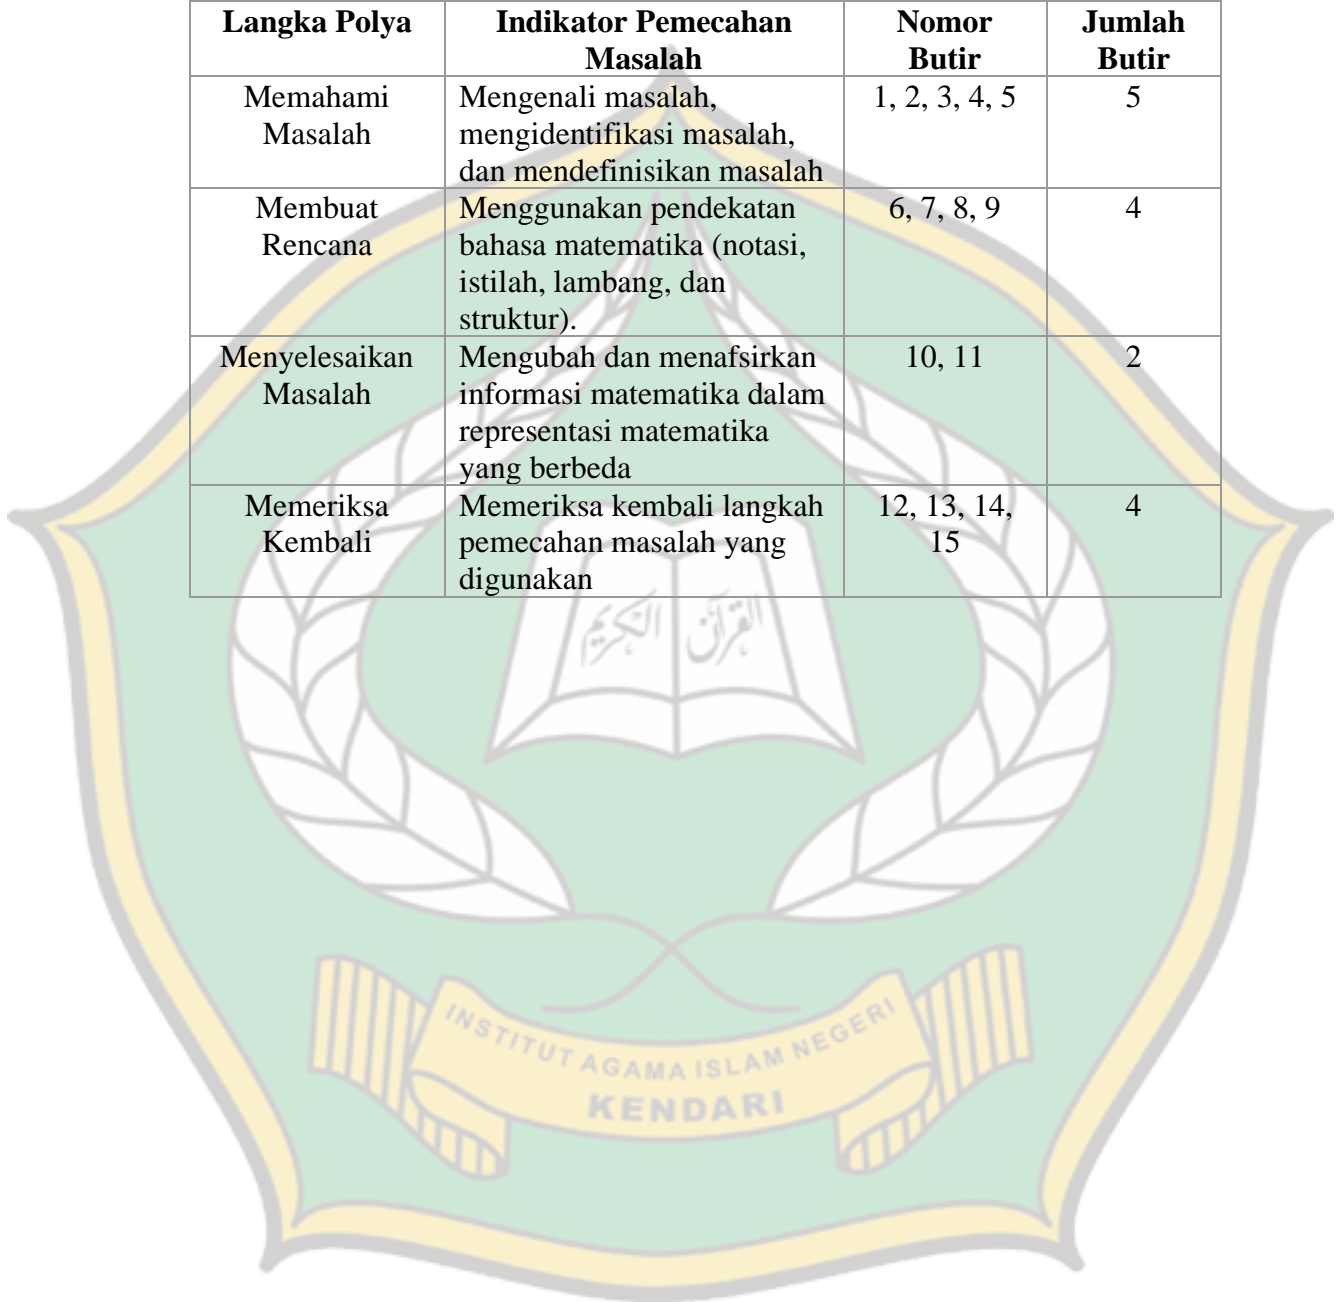 Langka Polya
Indikator Pemecahan
Masalah
Nomor
Butir
Jumlah
Butir
Memahami
Masalah
Mengenali masalah,
mengidentifikasi masalah,
dan mendefinisikan masalah
1, 2, 3, 4, 5
5
Membuat
Rencana
Menggunakan pendekatan
bahasa matematika (notasi,
istilah, lambang, dan
struktur).
6, 7, 8, 9
4
Menyelesaikan
Masalah
Mengubah dan menafsirkan
informasi matematika dalam
representasi matematika
yang berbeda
10, 11
2
Memeriksa
Kembali
Memeriksa kembali langkah
pemecahan masalah yang
digunakan
12, 13, 14,
15
4
القرآن الكريم
INSTITUT AGAMA ISLAM NEGERI
KENDARI